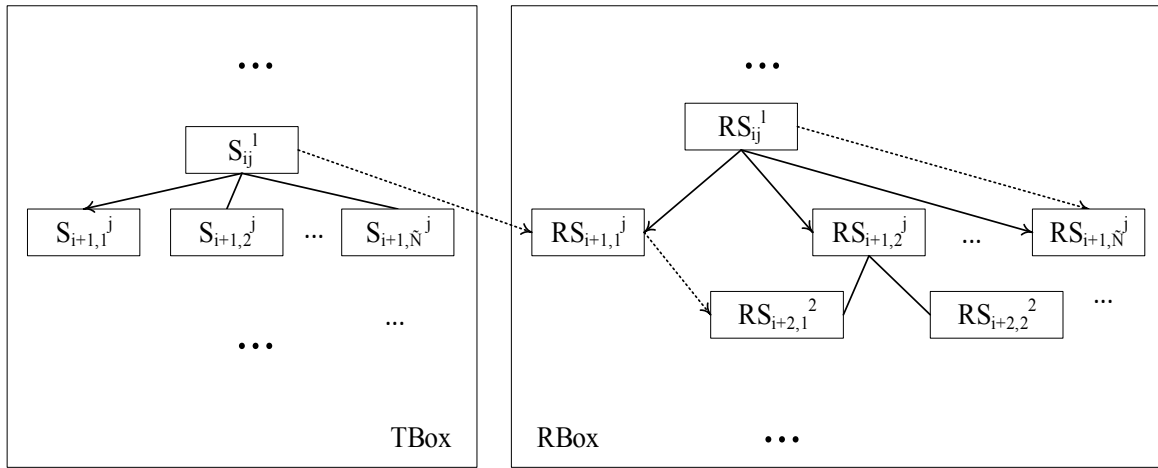 ... ...
S_ij^1 RS_ij^1
S_i+1,1^j S_i+1,2^j ... S_i+1,Ñ^j RS_i+1,1^j RS_i+1,2^j ... RS_i+1,Ñ^j
RS_i+2,1^2 RS_i+2,2^2 ...
...
...
TBox RBox ...